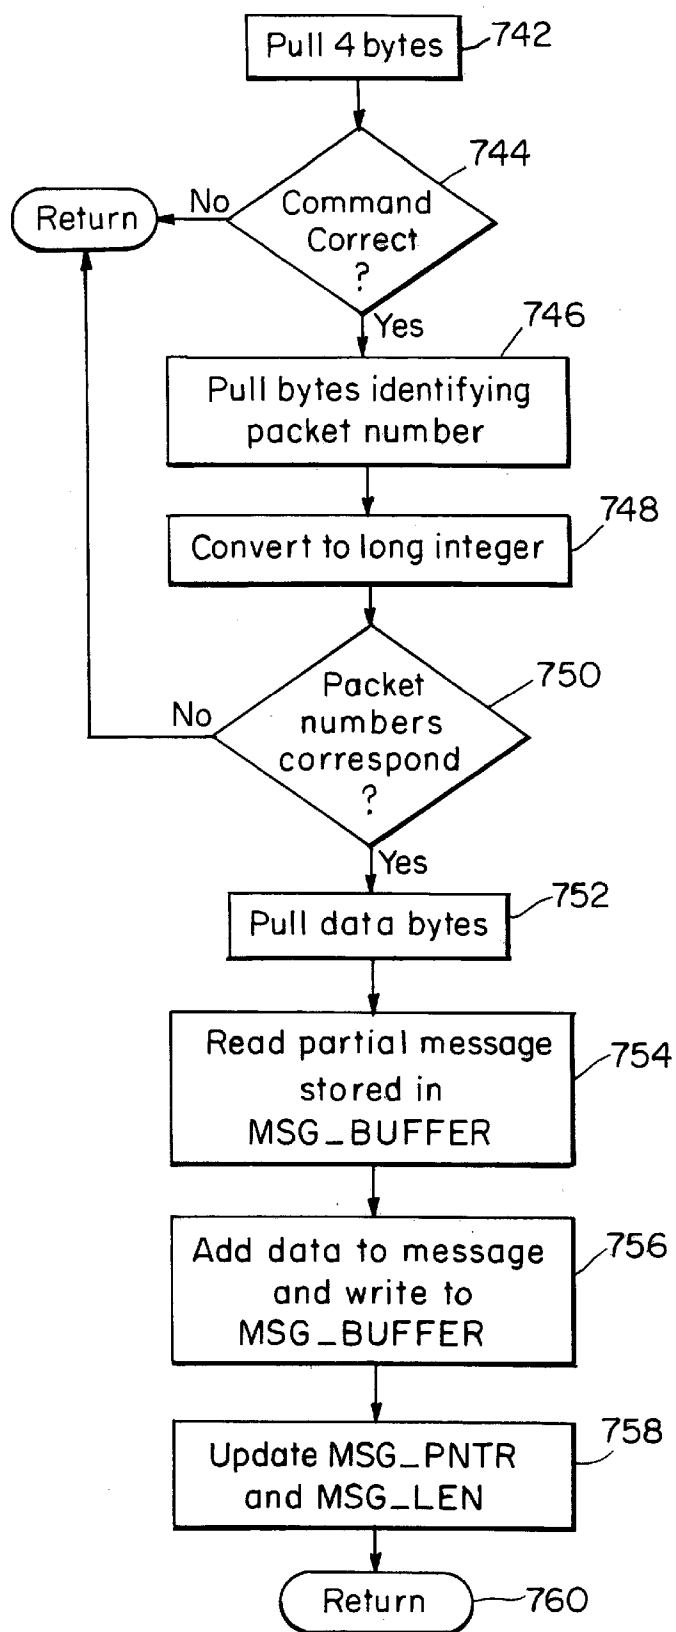 Pull 4 bytes
742
744
Command
Correct
?
No
Return
Yes
746
Pull bytes identifying
packet number
748
Convert to long integer
750
Packet
numbers
correspond
?
No
Yes
752
Pull data bytes
Read partial message
stored in
MSG_BUFFER
754
Add data to message
and write to
MSG_BUFFER
756
758
Update MSG_PNTR
and MSG_LEN
Return
760